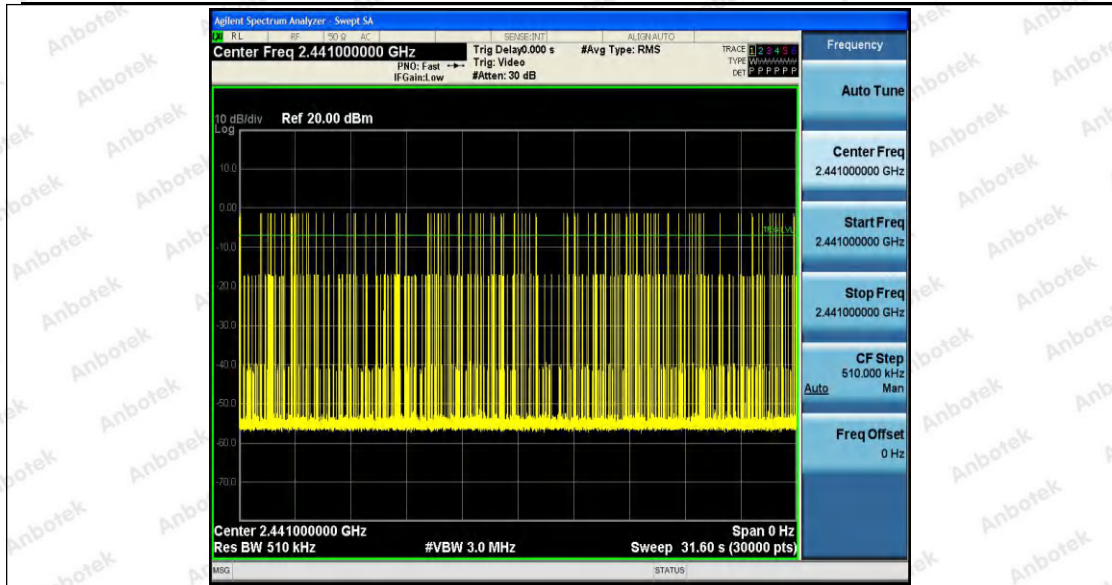 Agilent Spectrum Analyzer - Swept SA
RL RF 50 Ω AC SENSE:INT ALIGN AUTO
Center Freq 2.441000000 GHz
PNO: Fast
IFGain:Low
Trig Delay0.000 s
Trig: Video
#Atten: 30 dB
#Avg Type: RMS
TRACE 1 2 3 4 5 6
TYPE
DET P P P P P P
Frequency
Auto Tune
Center Freq
2.441000000 GHz
Start Freq
2.441000000 GHz
Stop Freq
2.441000000 GHz
CF Step
510.000 kHz
Auto Man
Freq Offset
0 Hz
10 dB/div Ref 20.00 dBm
Log
10.0
0.00
TRIG LVL
-10.0
-20.0
-30.0
-40.0
-50.0
-60.0
-70.0
Center 2.441000000 GHz Span 0 Hz
Res BW 510 kHz #VBW 3.0 MHz Sweep 31.60 s (30000 pts)
MSG STATUS
Anbotek